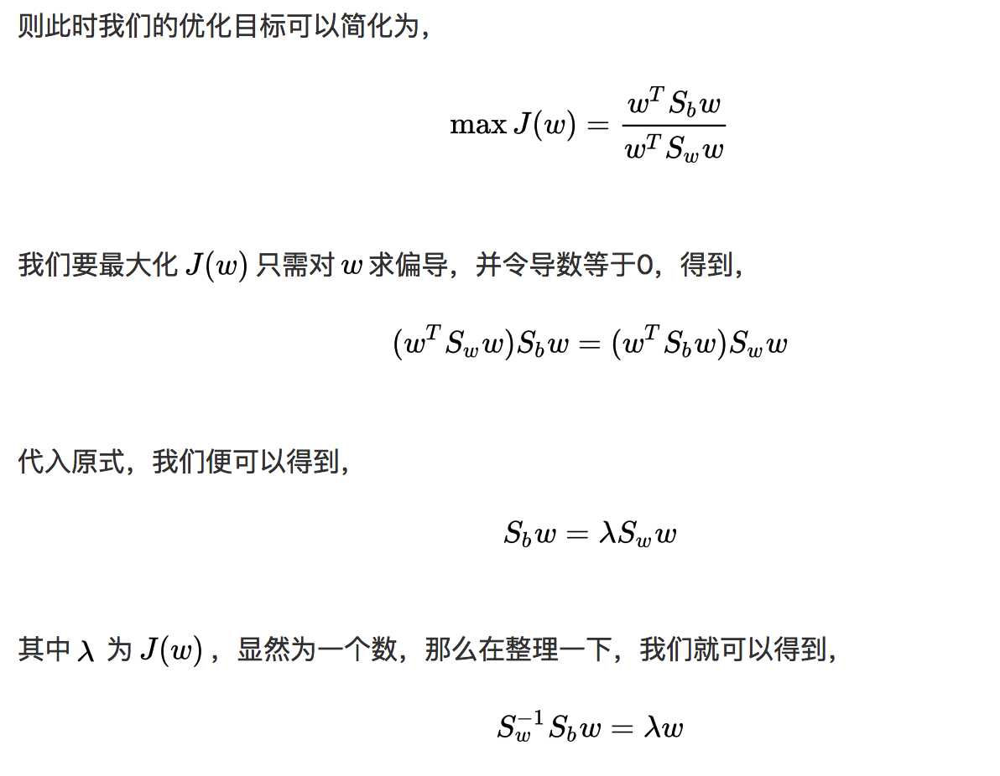 则此时我们的优化目标可以简化为，
max J(w) = \frac{w^T S_b w}{w^T S_w w}
我们要最大化 J(w) 只需对 w 求偏导，并令导数等于0，得到，
(w^T S_w w)S_b w = (w^T S_b w)S_w w
代入原式，我们便可以得到，
S_b w = λS_w w
其中 λ 为 J(w) ，显然为一个数，那么在整理一下，我们就可以得到，
S_w^{-1} S_b w = λw